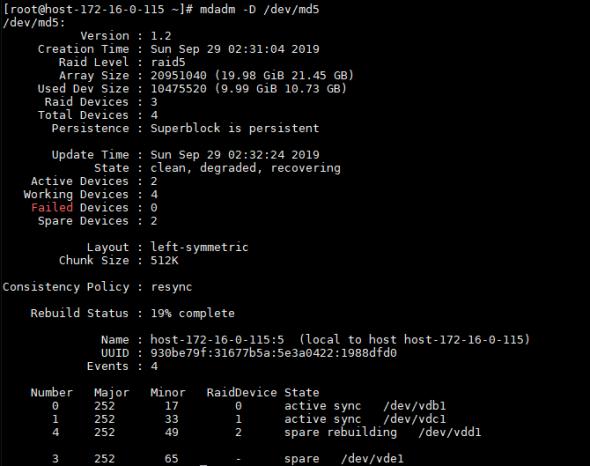 [root@host-172-16-0-115 ~]# mdadm -D /dev/md5
/dev/md5:
Version : 1.2
Creation Time : Sun Sep 29 02:31:04 2019
Raid Level : raid5
Array Size : 20951040 (19.98 GiB 21.45 GB)
Used Dev Size : 10475520 (9.99 GiB 10.73 GB)
Raid Devices : 3
Total Devices : 4
Persistence : Superblock is persistent
Update Time : Sun Sep 29 02:32:24 2019
State : clean, degraded, recovering
Active Devices : 2
Working Devices : 4
Failed Devices : 0
Spare Devices : 2
Layout : left-symmetric
Chunk Size : 512K
Consistency Policy : resync
Rebuild Status : 19% complete
Name : host-172-16-0-115:5  (local to host host-172-16-0-115)
UUID : 930be79f:31677b5a:5e3a0422:1988dfd0
Events : 4
Number   Major   Minor   RaidDevice State
0     252       17        0      active sync   /dev/vdb1
1     252       33        1      active sync   /dev/vdc1
4     252       49        2      spare rebuilding   /dev/vdd1
3     252       65        -      spare   /dev/vde1